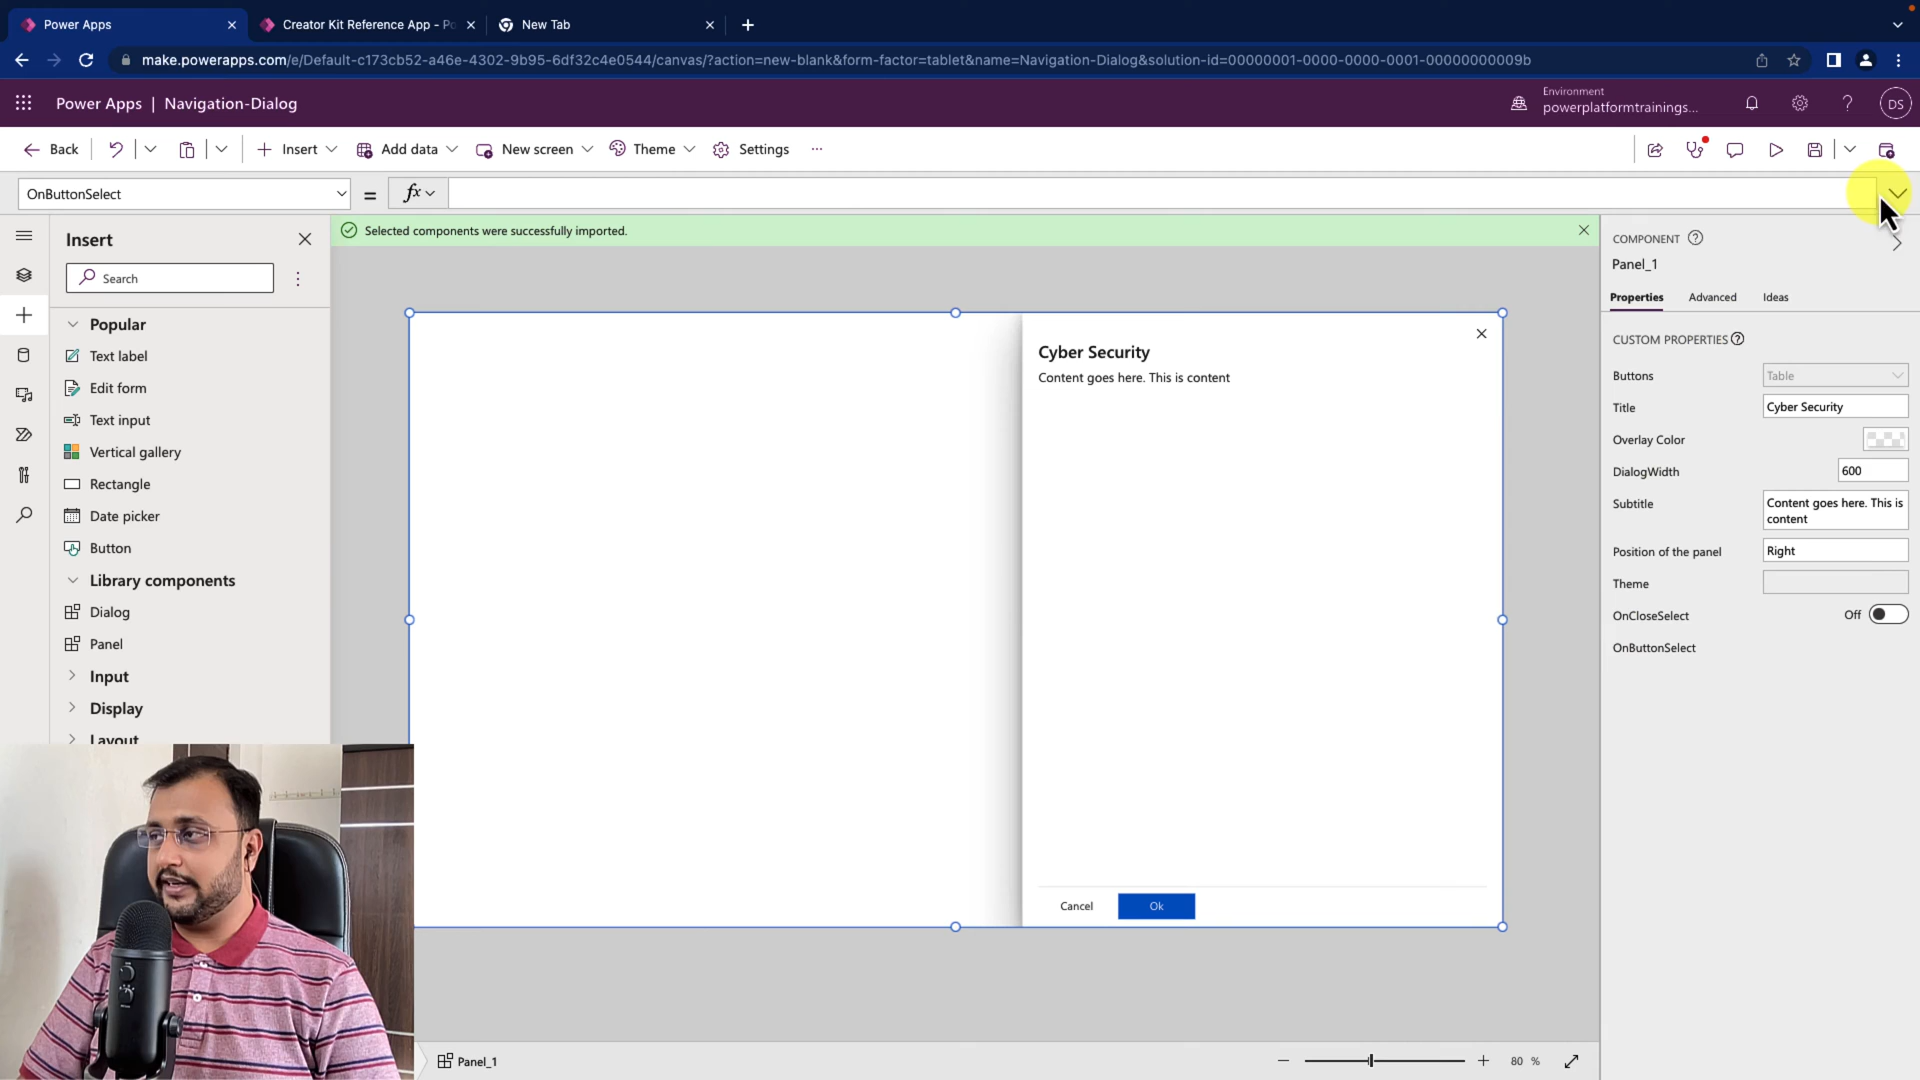 Power Apps
Creator Kit Reference App - Po
New Tab
make.powerapps.com/e/Default-c173cb52-a46e-4302-9b95-6df32c4e0544/canvas/?action=new-blank&form-factor=tablet&name=Navigation-Dialog&solution-id=00000001-0000-0000-0001-00000000009b
Power Apps | Navigation-Dialog
Environment
powerplatformtrainings...
DS
Back
Insert
Add data
New screen
Theme
Settings
...
OnButtonSelect
=
fx
Insert
Search
Popular
Text label
Edit form
Text input
Vertical gallery
Rectangle
Date picker
Button
Library components
Dialog
Panel
Input
Display
Layout
Selected components were successfully imported.
Cyber Security
Content goes here. This is content
Cancel
Ok
COMPONENT
Panel_1
Properties
Advanced
Ideas
CUSTOM PROPERTIES
Buttons
Table
Title
Cyber Security
Overlay Color
DialogWidth
600
Subtitle
Content goes here. This is
content
Position of the panel
Right
Theme
OnCloseSelect
Off
OnButtonSelect
Panel_1
80 %